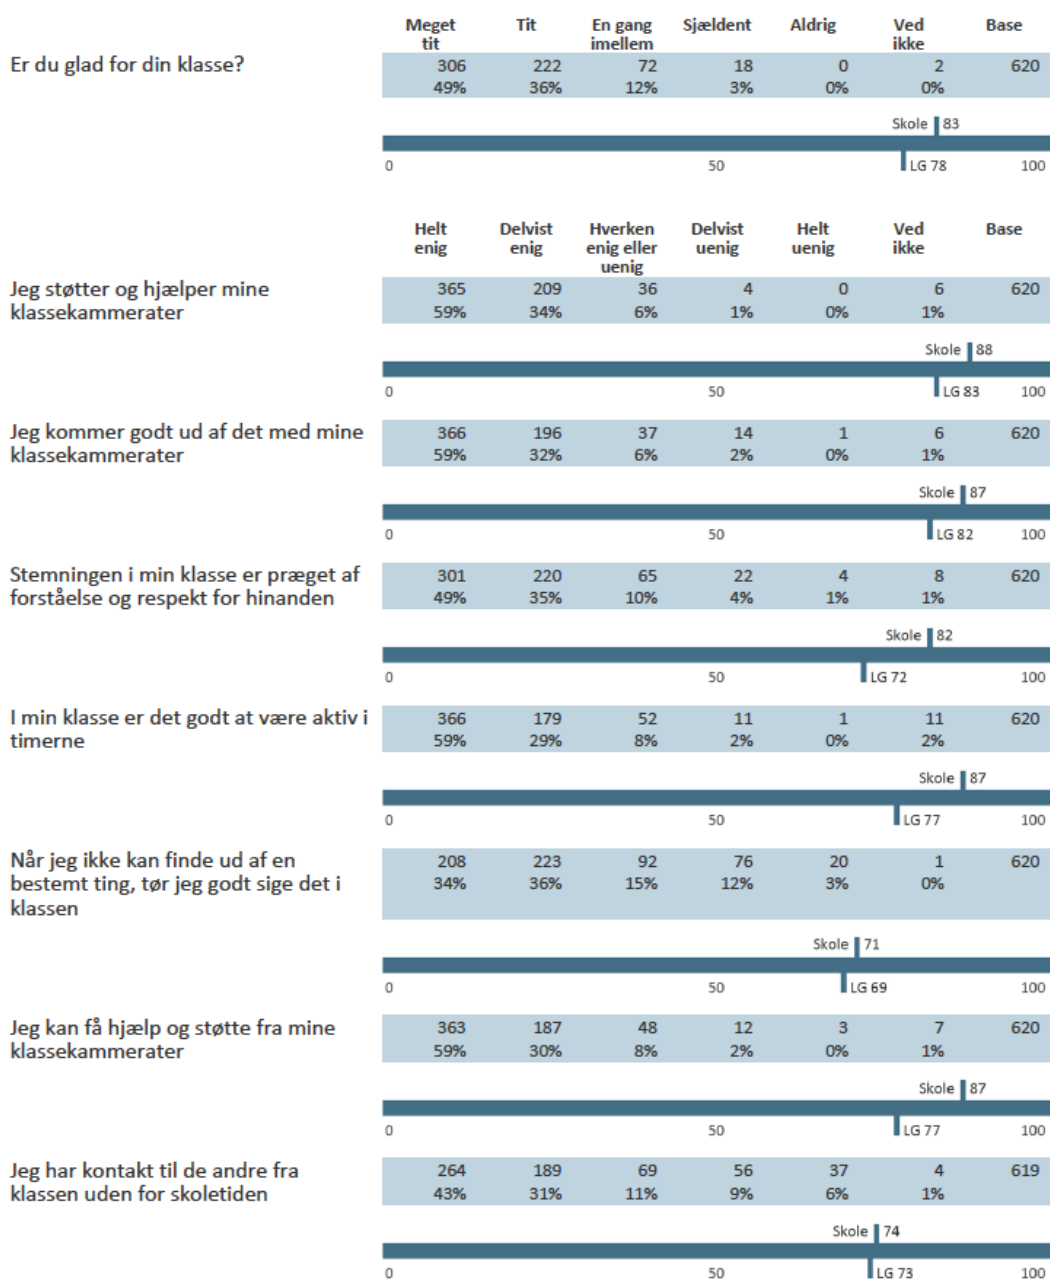 Meget tit Tit En gang imellem Sjældent Aldrig Ved ikke Base
Er du glad for din klasse? 306 222 72 18 0 2 620
49% 36% 12% 3% 0% 0%
Skole 83
0 50 LG 78 100
Helt enig Delvist enig Hverken enig eller uenig Delvist uenig Helt uenig Ved ikke Base
Jeg støtter og hjælper mine 365 209 36 4 0 6 620
klassekammerater 59% 34% 6% 1% 0% 1%
Skole 88
0 50 LG 83 100
Jeg kommer godt ud af det med mine 366 196 37 14 1 6 620
klassekammerater 59% 32% 6% 2% 0% 1%
Skole 87
0 50 LG 82 100
Stemningen i min klasse er præget af 301 220 65 22 4 8 620
forståelse og respekt for hinanden 49% 35% 10% 4% 1% 1%
Skole 82
0 50 LG 72 100
I min klasse er det godt at være aktiv i 366 179 52 11 1 11 620
timerne 59% 29% 8% 2% 0% 2%
Skole 87
0 50 LG 77 100
Når jeg ikke kan finde ud af en 208 223 92 76 20 1 620
bestemt ting, tør jeg godt sige det i 34% 36% 15% 12% 3% 0%
klassen
Skole 71
0 50 LG 69 100
Jeg kan få hjælp og støtte fra mine 363 187 48 12 3 7 620
klassekammerater 59% 30% 8% 2% 0% 1%
Skole 87
0 50 LG 77 100
Jeg har kontakt til de andre fra 264 189 69 56 37 4 619
klassen uden for skoletiden 43% 31% 11% 9% 6% 1%
Skole 74
0 50 LG 73 100